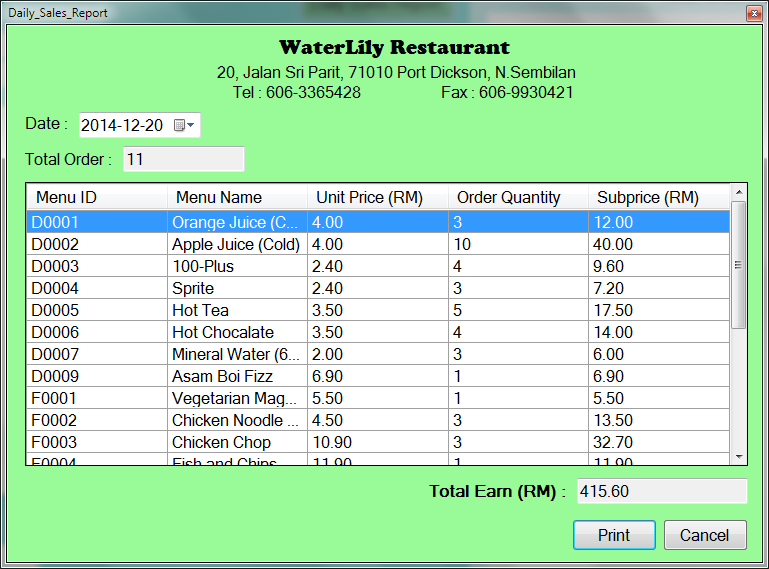 Daily_Sales_Report
WaterLily Restaurant
20, Jalan Sri Parit, 71010 Port Dickson, N.Sembilan
Tel : 606-3365428 Fax : 606-9930421
Date : 2014-12-20
Total Order : 11
Menu ID Menu Name Unit Price (RM) Order Quantity Subprice (RM)
D0001 Orange Juice (C... 4.00 3 12.00
D0002 Apple Juice (Cold) 4.00 10 40.00
D0003 100-Plus 2.40 4 9.60
D0004 Sprite 2.40 3 7.20
D0005 Hot Tea 3.50 5 17.50
D0006 Hot Chocalate 3.50 4 14.00
D0007 Mineral Water (6... 2.00 3 6.00
D0009 Asam Boi Fizz 6.90 1 6.90
F0001 Vegetarian Mag... 5.50 1 5.50
F0002 Chicken Noodle ... 4.50 3 13.50
F0003 Chicken Chop 10.90 3 32.70
F0004 Fish and Chips 11.90 1 11.90
Total Earn (RM) : 415.60
Print Cancel